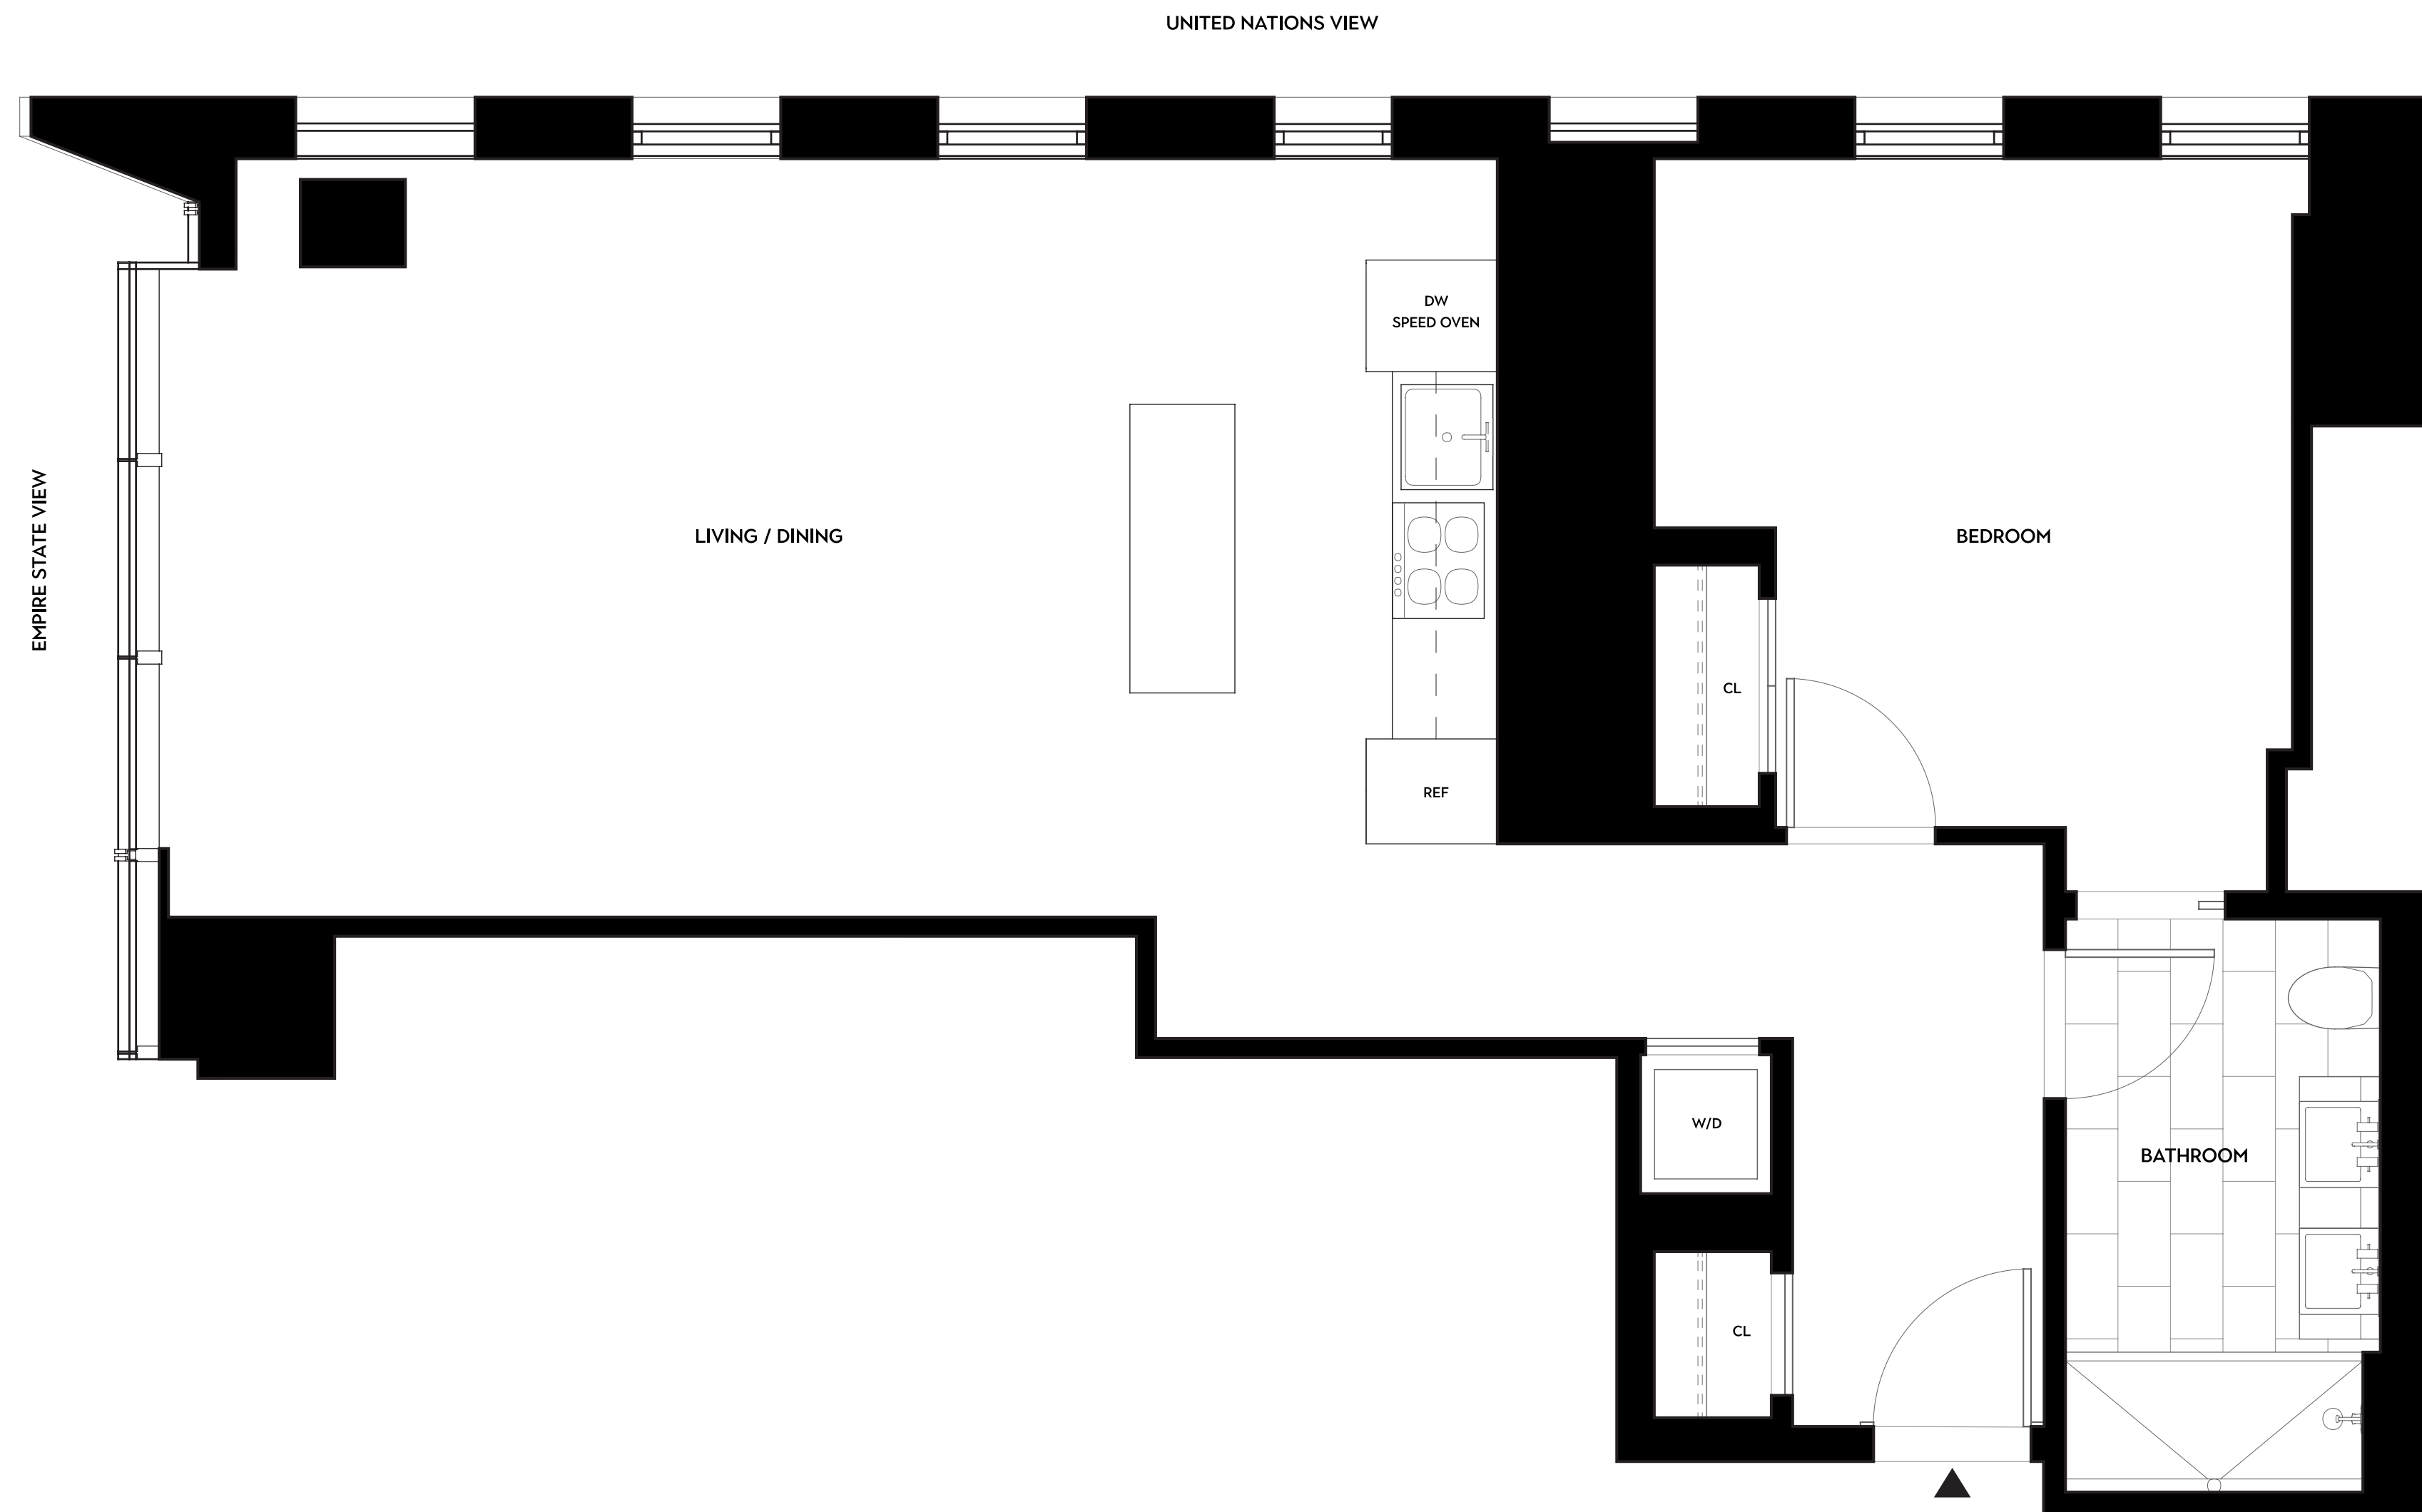 UNITED NATIONS VIEW
EMPIRE STATE VIEW
LIVING / DINING
DW
SPEED OVEN
BEDROOM
CL
REF
W/D
BATHROOM
CL